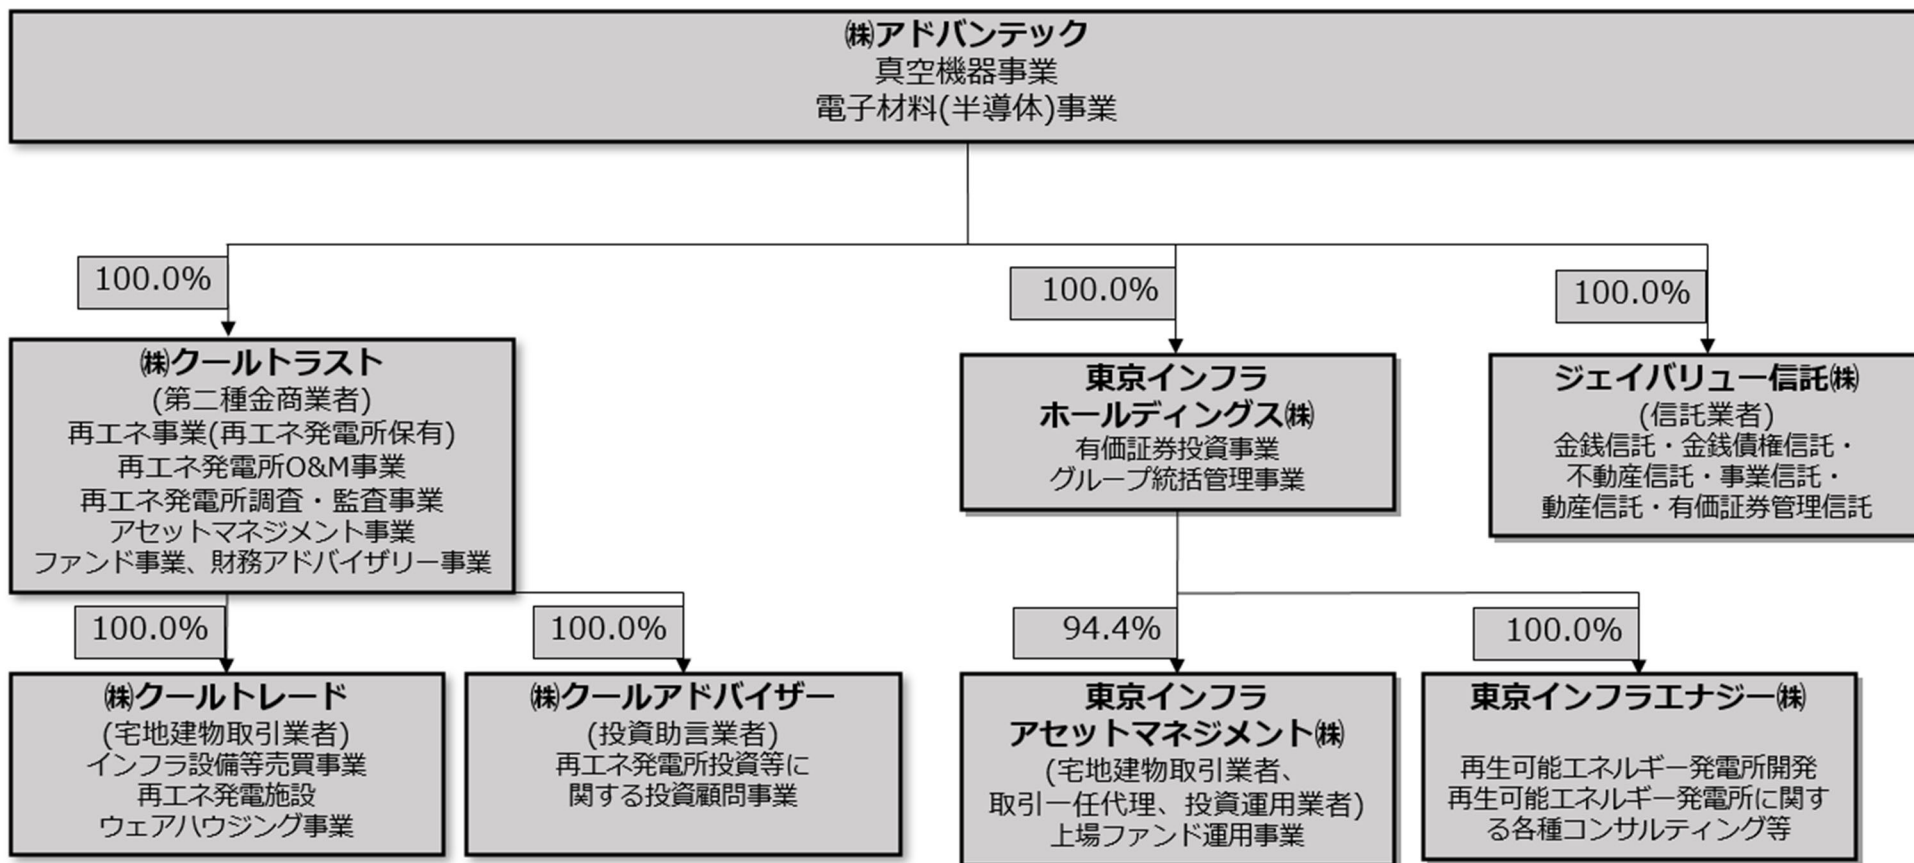 ㈱アドバンテック
真空機器事業
電子材料(半導体)事業
100.0%
100.0%
100.0%
㈱クールトラスト
(第二種金商業者)
再エネ事業(再エネ発電所保有)
再エネ発電所O&M事業
再エネ発電所調査・監査事業
アセットマネジメント事業
ファンド事業、財務アドバイザリー事業
東京インフラ
ホールディングス㈱
有価証券投資事業
グループ統括管理事業
ジェイバリュー信託㈱
(信託業者)
金銭信託・金銭債権信託・
不動産信託・事業信託・
動産信託・有価証券管理信託
100.0%
100.0%
94.4%
100.0%
㈱クールトレード
(宅地建物取引業者)
インフラ設備等売買事業
再エネ発電施設
ウェアハウジング事業
㈱クールアドバイザー
(投資助言業者)
再エネ発電所投資等に
関する投資顧問事業
東京インフラ
アセットマネジメント㈱
(宅地建物取引業者、
取引一任代理、投資運用業者)
上場ファンド運用事業
東京インフラエナジー㈱
再生可能エネルギー発電所開発
再生可能エネルギー発電所に関す
る各種コンサルティング等